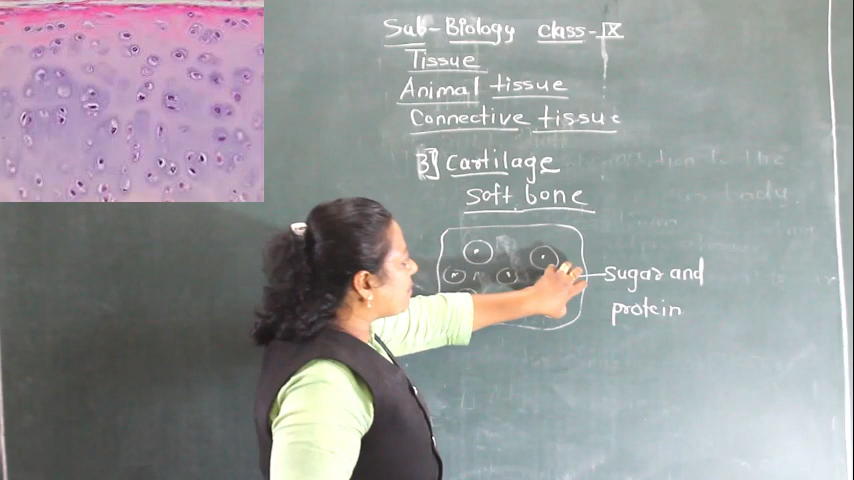 Sub-Biology class-IX
Tissue
Animal tissue
Connective tissue
3] Cartilage
Soft bone
sugar and
protein